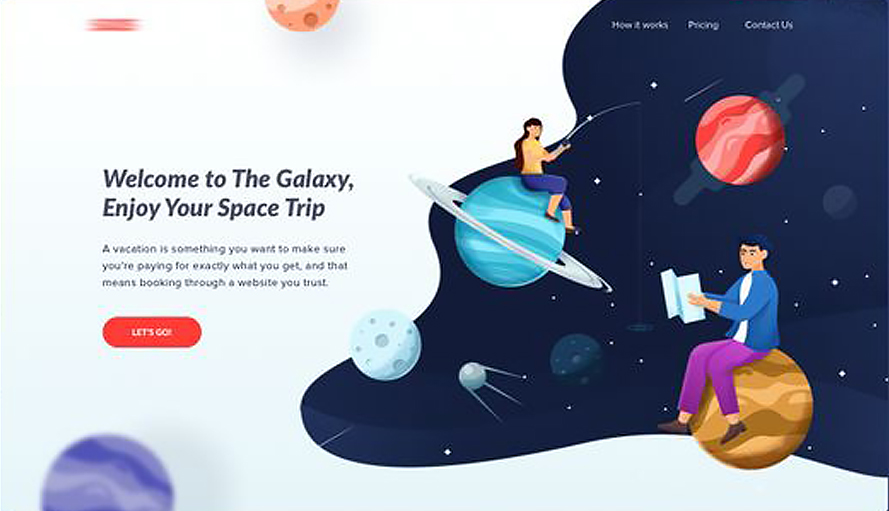 How it works Pricing Contact Us
Welcome to The Galaxy,
Enjoy Your Space Trip
A vacation is something you want to make sure
you're paying for exactly what you get, and that
means booking through a website you trust.
LET'S GO!